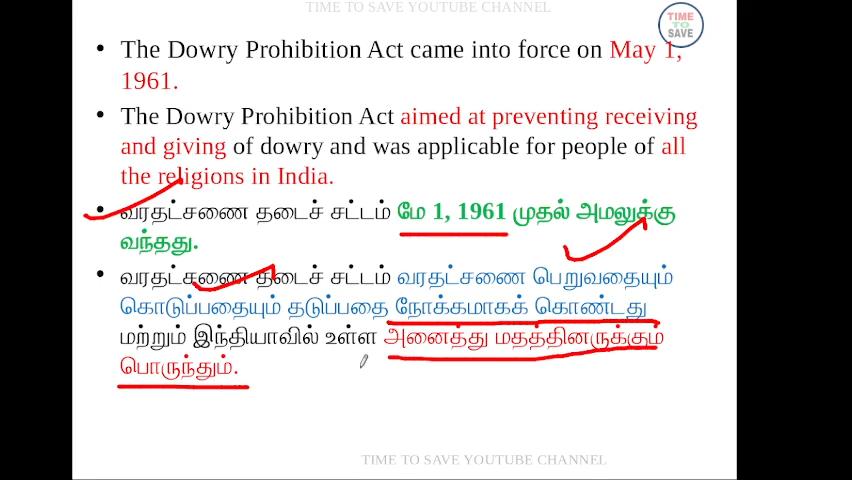 TIME TO SAVE YOUTUBE CHANNEL
TIME
TO
SAVE
• The Dowry Prohibition Act came into force on May 1,
1961.
• The Dowry Prohibition Act aimed at preventing receiving
and giving of dowry and was applicable for people of all
the religions in India.
• வரதட்சணை தடைச் சட்டம் மே 1, 1961 முதல் அமலுக்கு
வந்தது.
• வரதட்சணை தடைச் சட்டம் வரதட்சணை பெறுவதையும்
கொடுப்பதையும் தடுப்பதை நோக்கமாகக் கொண்டது
மற்றும் இந்தியாவில் உள்ள அனைத்து மதத்தினருக்கும்
பொருந்தும்.
TIME TO SAVE YOUTUBE CHANNEL